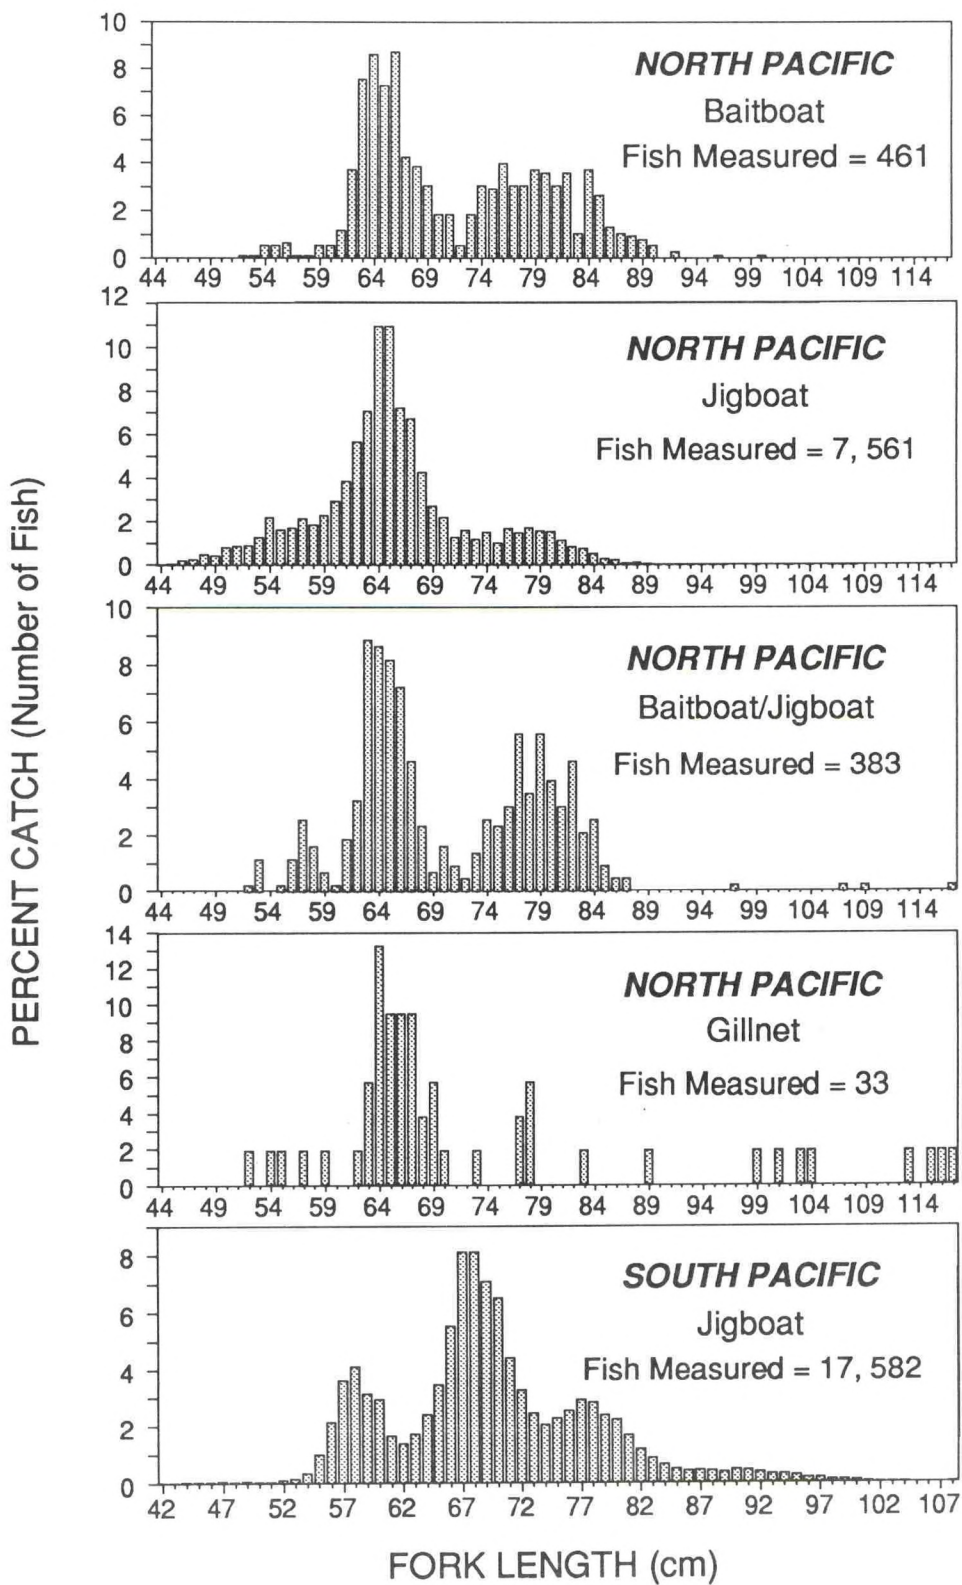 PERCENT CATCH (Number of Fish)
10
8
6
4
2
0
NORTH PACIFIC
Baitboat
Fish Measured = 461
44 49 54 59 64 69 74 79 84 89 94 99 104 109 114
12
10
8
6
4
2
0
NORTH PACIFIC
Jigboat
Fish Measured = 7, 561
44 49 54 59 64 69 74 79 84 89 94 99 104 109 114
10
8
6
4
2
0
NORTH PACIFIC
Baitboat/Jigboat
Fish Measured = 383
44 49 54 59 64 69 74 79 84 89 94 99 104 109 114
14
12
10
8
6
4
2
0
NORTH PACIFIC
Gillnet
Fish Measured = 33
44 49 54 59 64 69 74 79 84 89 94 99 104 109 114
8
6
4
2
0
SOUTH PACIFIC
Jigboat
Fish Measured = 17, 582
42 47 52 57 62 67 72 77 82 87 92 97 102 107
FORK LENGTH (cm)